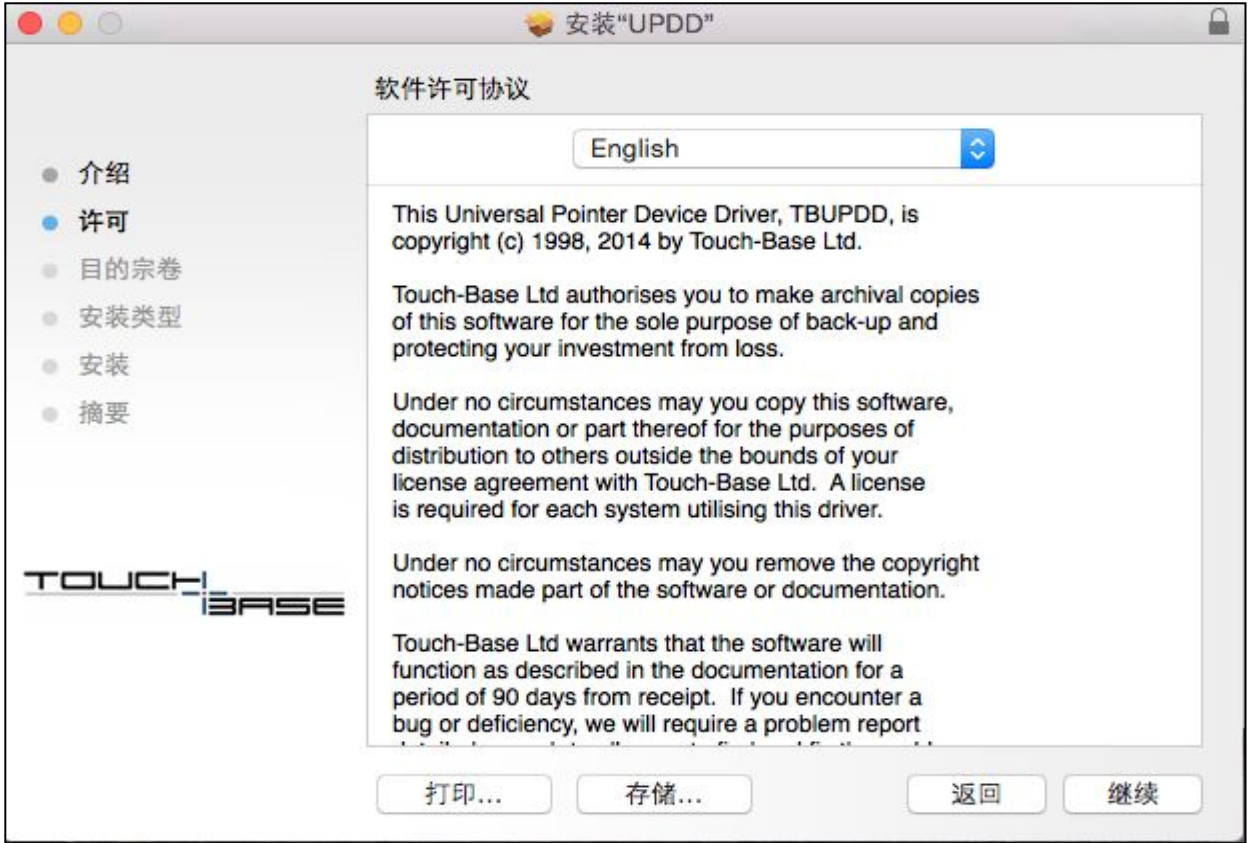 安装“UPDD”
软件许可协议
English
介绍
许可
目的宗卷
安装类型
安装
摘要
TOUCH
BASE
This Universal Pointer Device Driver, TBUPDD, is
copyright (c) 1998, 2014 by Touch-Base Ltd.
Touch-Base Ltd authorises you to make archival copies
of this software for the sole purpose of back-up and
protecting your investment from loss.
Under no circumstances may you copy this software,
documentation or part thereof for the purposes of
distribution to others outside the bounds of your
license agreement with Touch-Base Ltd.  A license
is required for each system utilising this driver.
Under no circumstances may you remove the copyright
notices made part of the software or documentation.
Touch-Base Ltd warrants that the software will
function as described in the documentation for a
period of 90 days from receipt.  If you encounter a
bug or deficiency, we will require a problem report
打印...
存储...
返回
继续